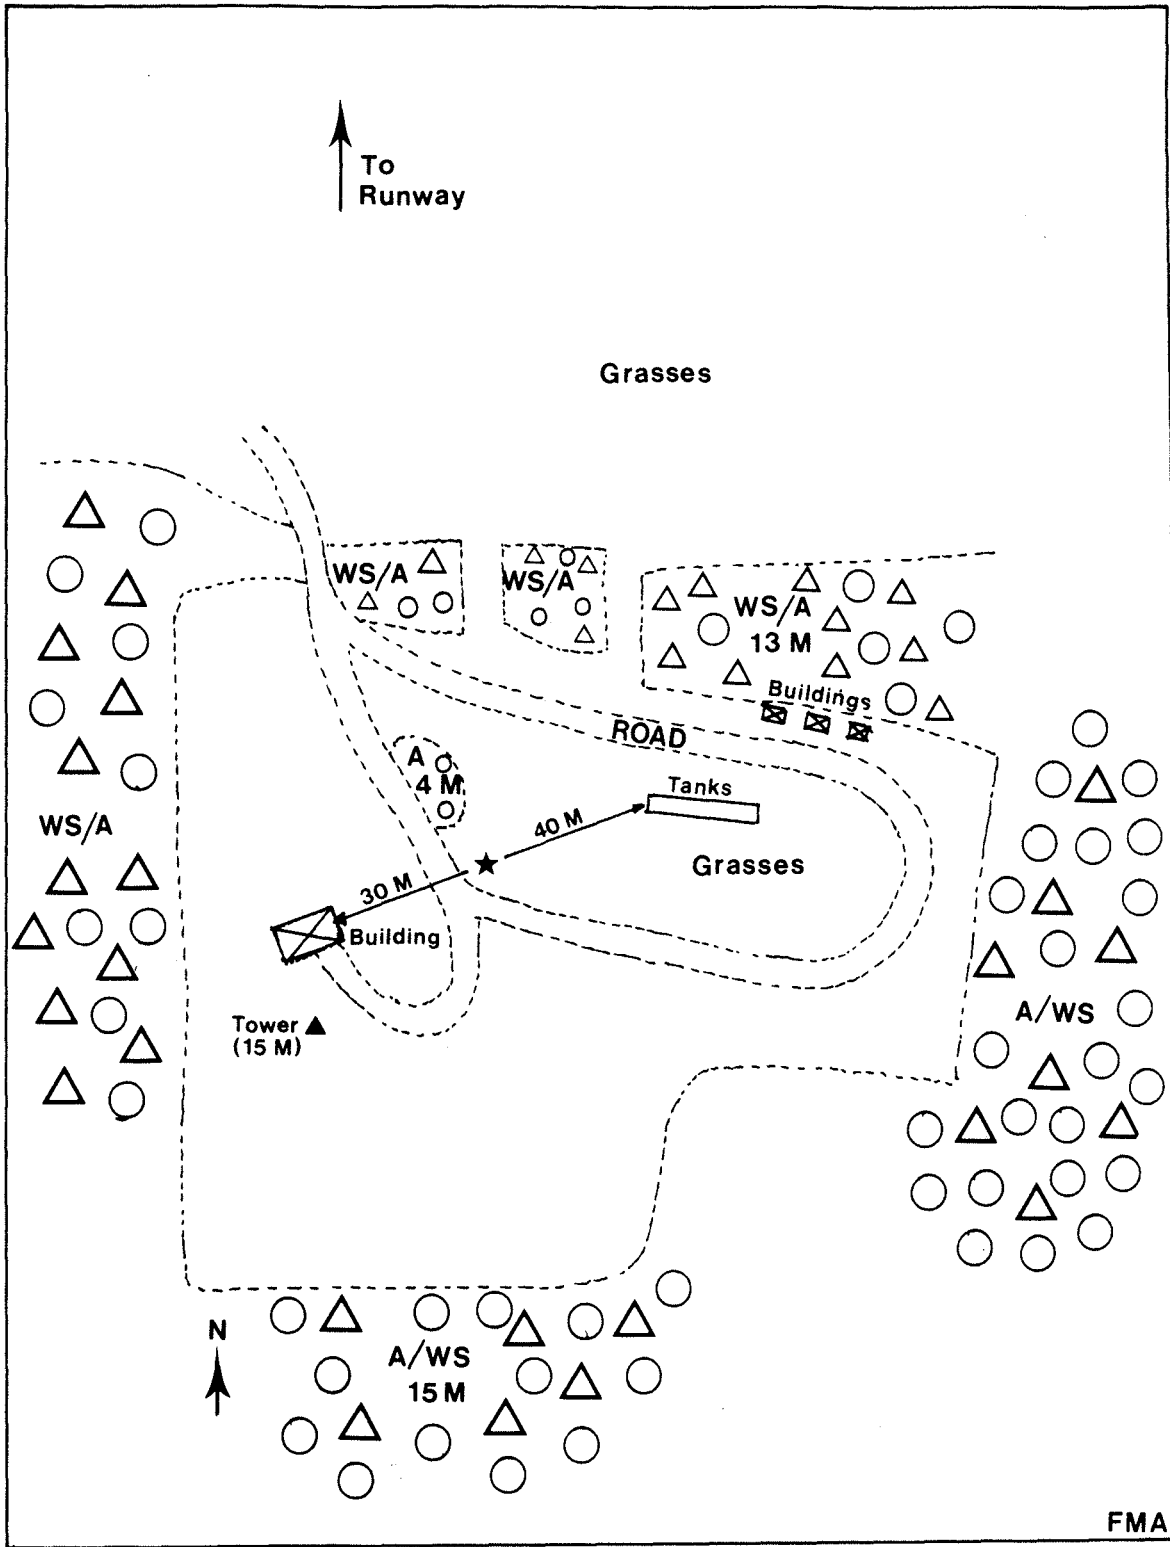 To
Runway
Grasses
WS/A
WS/A
WS/A
13 M
Buildings
ROAD
A
4 M
Tanks
40 M
Grasses
WS/A
30 M
Building
Tower
(15 M)
A/WS
N
A/WS
15 M
FMA